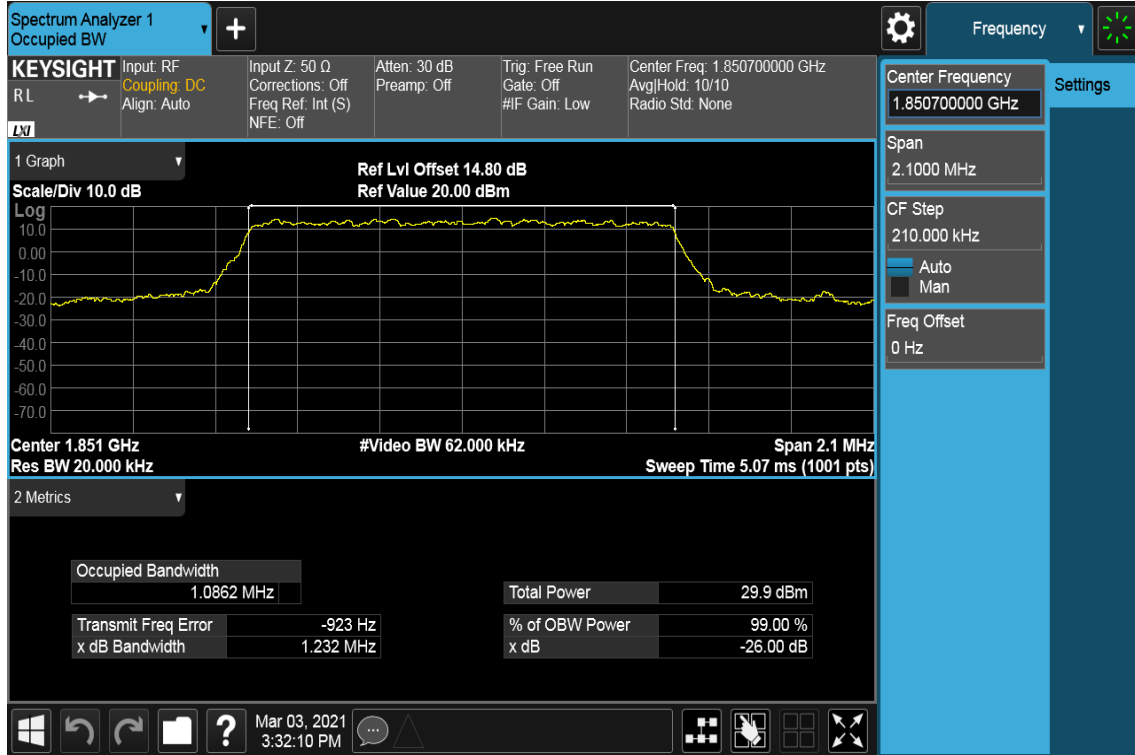 Spectrum Analyzer 1
Occupied BW
Frequency
KEYSIGHT
RL
LXI
Input: RF
Coupling: DC
Align: Auto
Input Z: 50 Ω
Corrections: Off
Freq Ref: Int (S)
NFE: Off
Atten: 30 dB
Preamp: Off
Trig: Free Run
Gate: Off
#IF Gain: Low
Center Freq: 1.850700000 GHz
Avg|Hold: 10/10
Radio Std: None
Center Frequency
1.850700000 GHz
Settings
Span
2.1000 MHz
CF Step
210.000 kHz
Auto
Man
Freq Offset
0 Hz
1 Graph
Scale/Div 10.0 dB
Ref Lvl Offset 14.80 dB
Ref Value 20.00 dBm
Log
10.0
0.00
-10.0
-20.0
-30.0
-40.0
-50.0
-60.0
-70.0
Center 1.851 GHz
#Video BW 62.000 kHz
Span 2.1 MHz
Res BW 20.000 kHz
Sweep Time 5.07 ms (1001 pts)
2 Metrics
Occupied Bandwidth
1.0862 MHz
Total Power 29.9 dBm
Transmit Freq Error -923 Hz
% of OBW Power 99.00 %
x dB Bandwidth 1.232 MHz
x dB -26.00 dB
?
Mar 03, 2021
3:32:10 PM